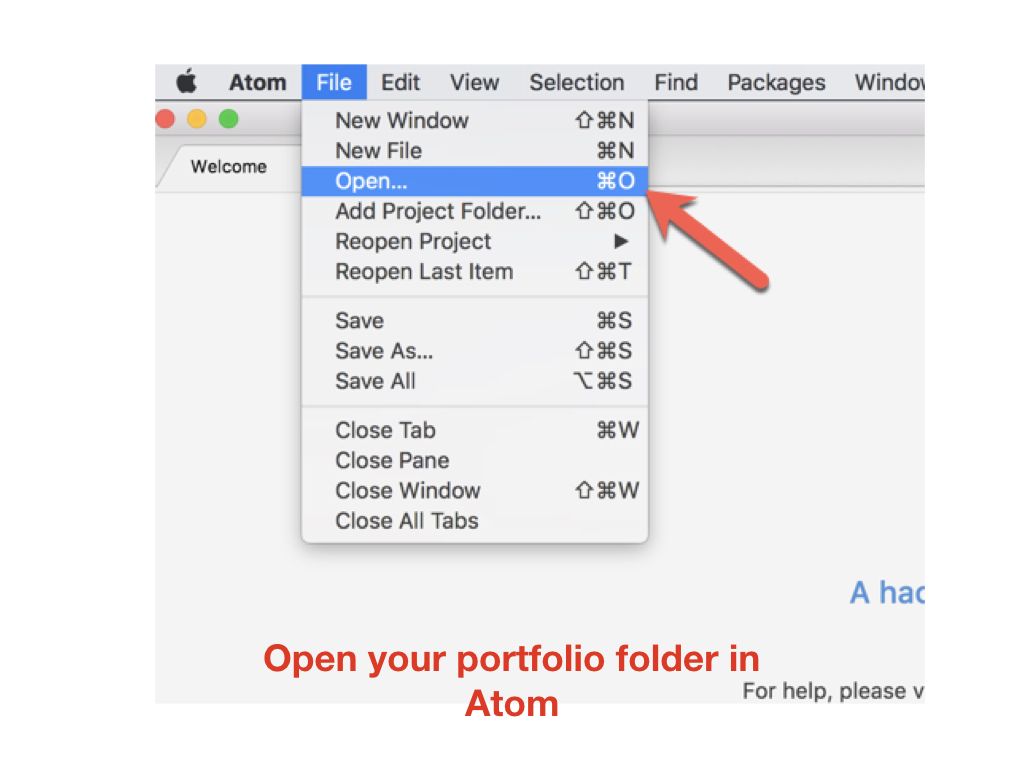 Atom File Edit View Selection Find Packages Window
Welcome
New Window ⇧⌘N
New File ⌘N
Open... ⌘O
Add Project Folder... ⇧⌘O
Reopen Project ▶
Reopen Last Item ⇧⌘T
Save ⌘S
Save As... ⇧⌘S
Save All ⌥⌘S
Close Tab ⌘W
Close Pane
Close Window ⇧⌘W
Close All Tabs
A hac
Open your portfolio folder in
Atom
For help, please v